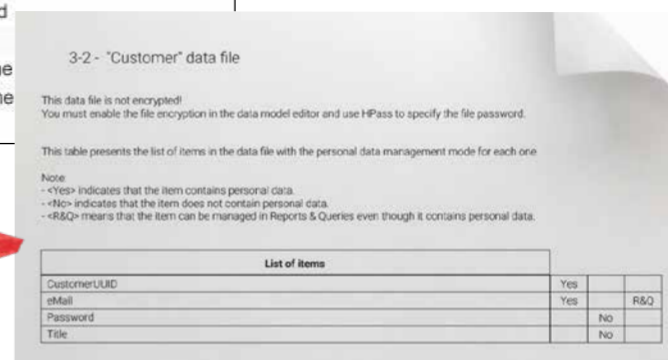 3-2 - "Customer" data file
This data file is not encrypted!
You must enable the file encryption in the data model editor and use HPass to specify the file password.
This table presents the list of items in the data file with the personal data management mode for each one
Note
- <Yes> indicates that the item contains personal data.
- <No> indicates that the item does not contain personal data.
- <R&Q> means that the item can be managed in Reports & Queries even though it contains personal data.
List of items
CustomerUUID Yes
eMail Yes R&Q
Password No
Title No